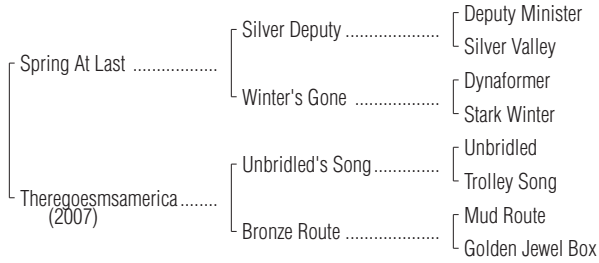 Deputy Minister
Silver Deputy .....................
Silver Valley
Spring At Last ...................
Dynaformer
Winter's Gone ...................
Stark Winter
Unbridled
Unbridled's Song ...............
Trolley Song
Theregoesmsamerica ........
(2007)
Mud Route
Bronze Route .....................
Golden Jewel Box